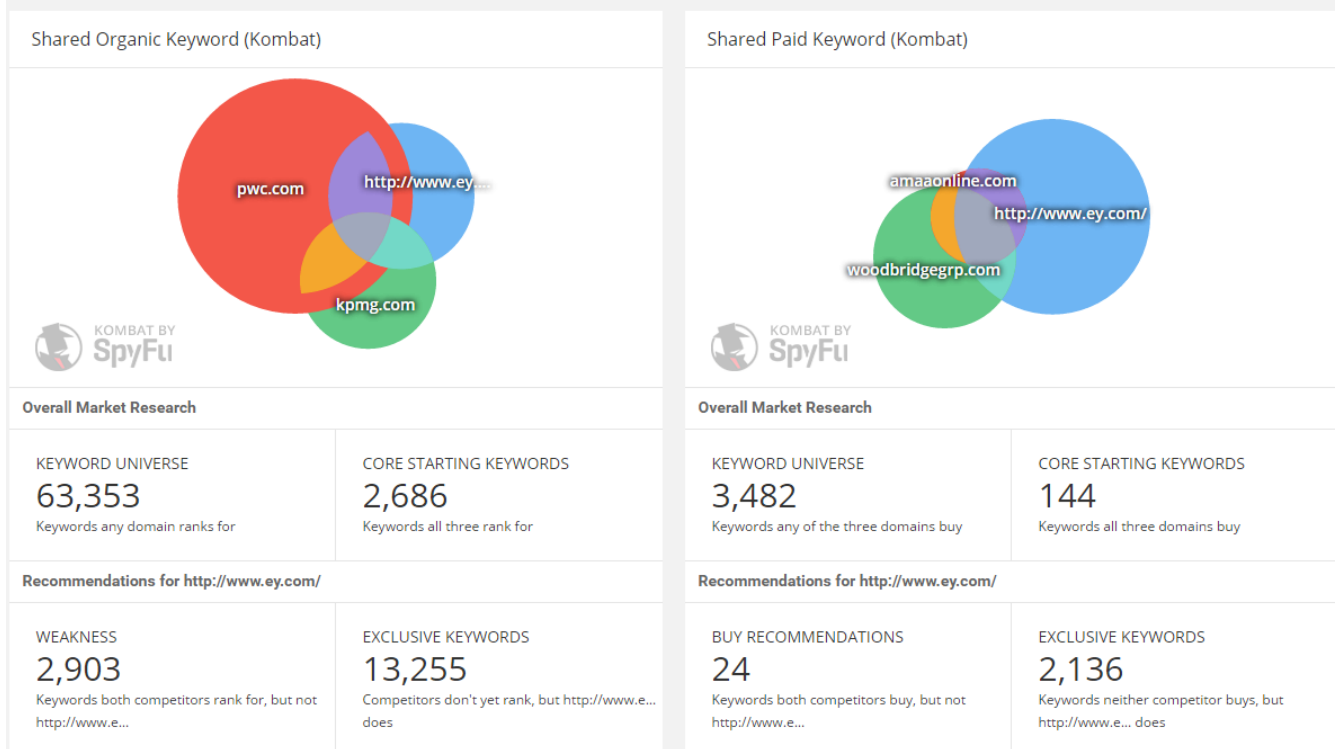 Shared Organic Keyword (Kombat)
pwc.com
http://www.ey....
kpmg.com
KOMBAT BY
SpyFu
Overall Market Research
KEYWORD UNIVERSE
63,353
Keywords any domain ranks for
CORE STARTING KEYWORDS
2,686
Keywords all three rank for
Recommendations for http://www.ey.com/
WEAKNESS
2,903
Keywords both competitors rank for, but not
http://www.e...
EXCLUSIVE KEYWORDS
13,255
Competitors don't yet rank, but http://www.e...
does
Shared Paid Keyword (Kombat)
amaaonline.com
http://www.ey.com/
woodbridgegrp.com
KOMBAT BY
SpyFu
Overall Market Research
KEYWORD UNIVERSE
3,482
Keywords any of the three domains buy
CORE STARTING KEYWORDS
144
Keywords all three domains buy
Recommendations for http://www.ey.com/
BUY RECOMMENDATIONS
24
Keywords both competitors buy, but not
http://www.e...
EXCLUSIVE KEYWORDS
2,136
Keywords neither competitor buys, but
http://www.e... does